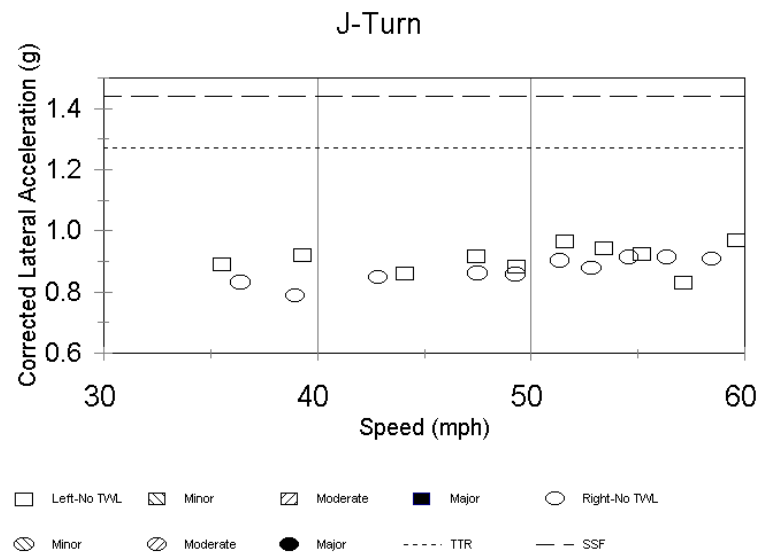 J-Turn
Corrected Lateral Acceleration (g)
1.4
1.2
1.0
0.8
0.6
30 40 50 60
Speed (mph)
Left-No TWL Minor Moderate Major Right-No TWL
Minor Moderate Major TTR SSF